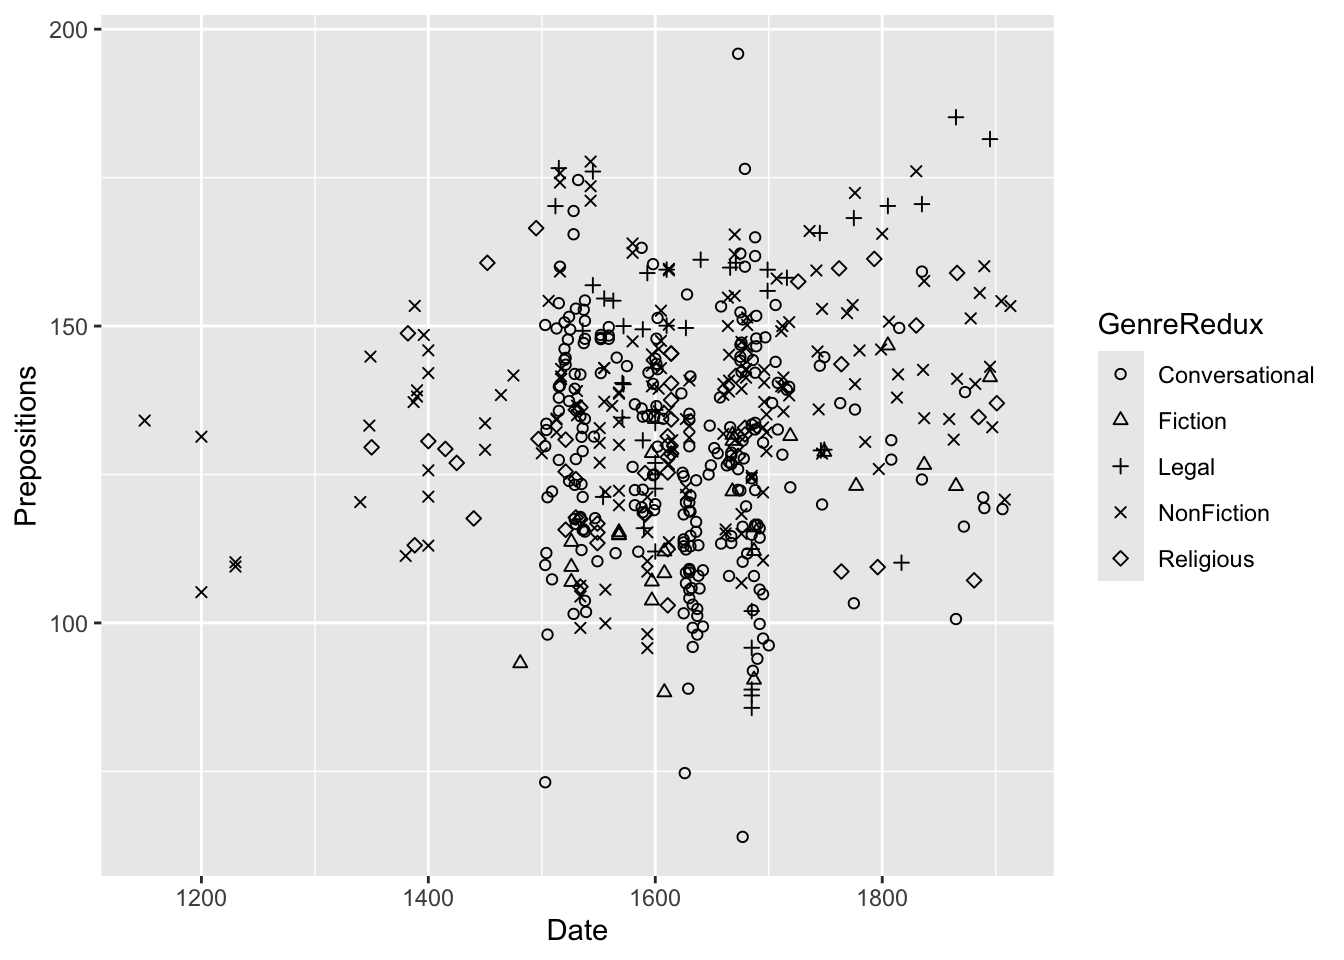 200
150
100
Prepositions
1200 1400 1600 1800
Date
GenreRedux
Conversational
Fiction
Legal
NonFiction
Religious